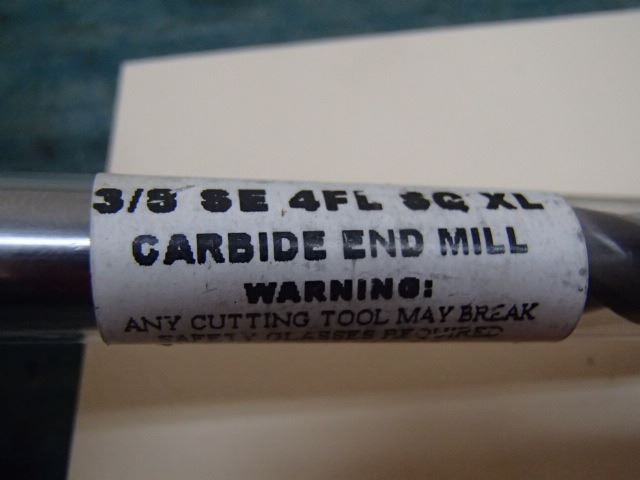 3/8 SE 4FL SQ XL
CARBIDE END MILL
WARNING:
ANY CUTTING TOOL MAY BREAK
SAFETY GLASSES REQUIRED